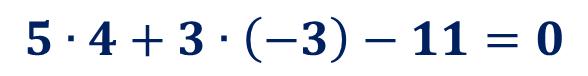 5 · 4 + 3 · (−3) − 11 = 0